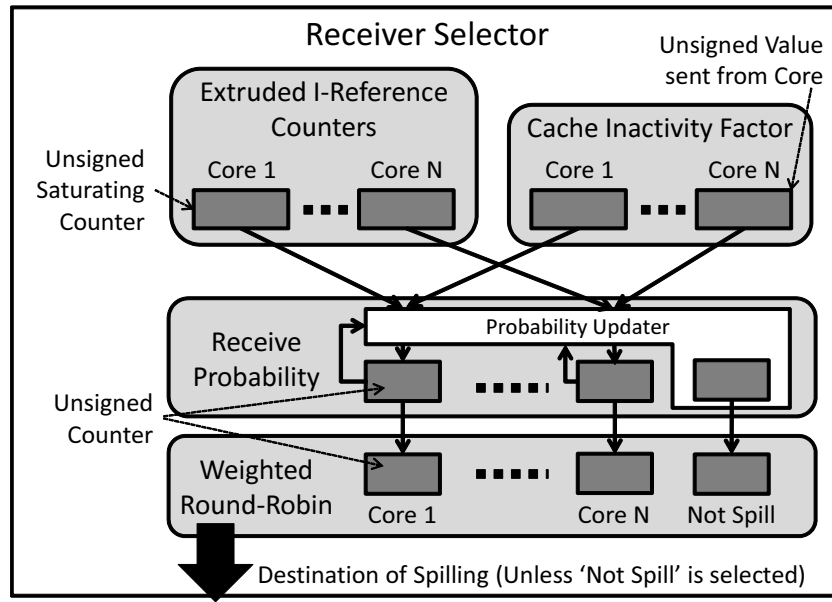 Receiver Selector
Unsigned Value
sent from Core
Extruded I-Reference
Counters
Cache Inactivity Factor
Unsigned
Saturating
Counter
Core 1
Core N
Core 1
Core N
Probability Updater
Receive
Probability
Unsigned
Counter
Weighted
Round-Robin
Core 1
Core N
Not Spill
Destination of Spilling (Unless ‘Not Spill’ is selected)